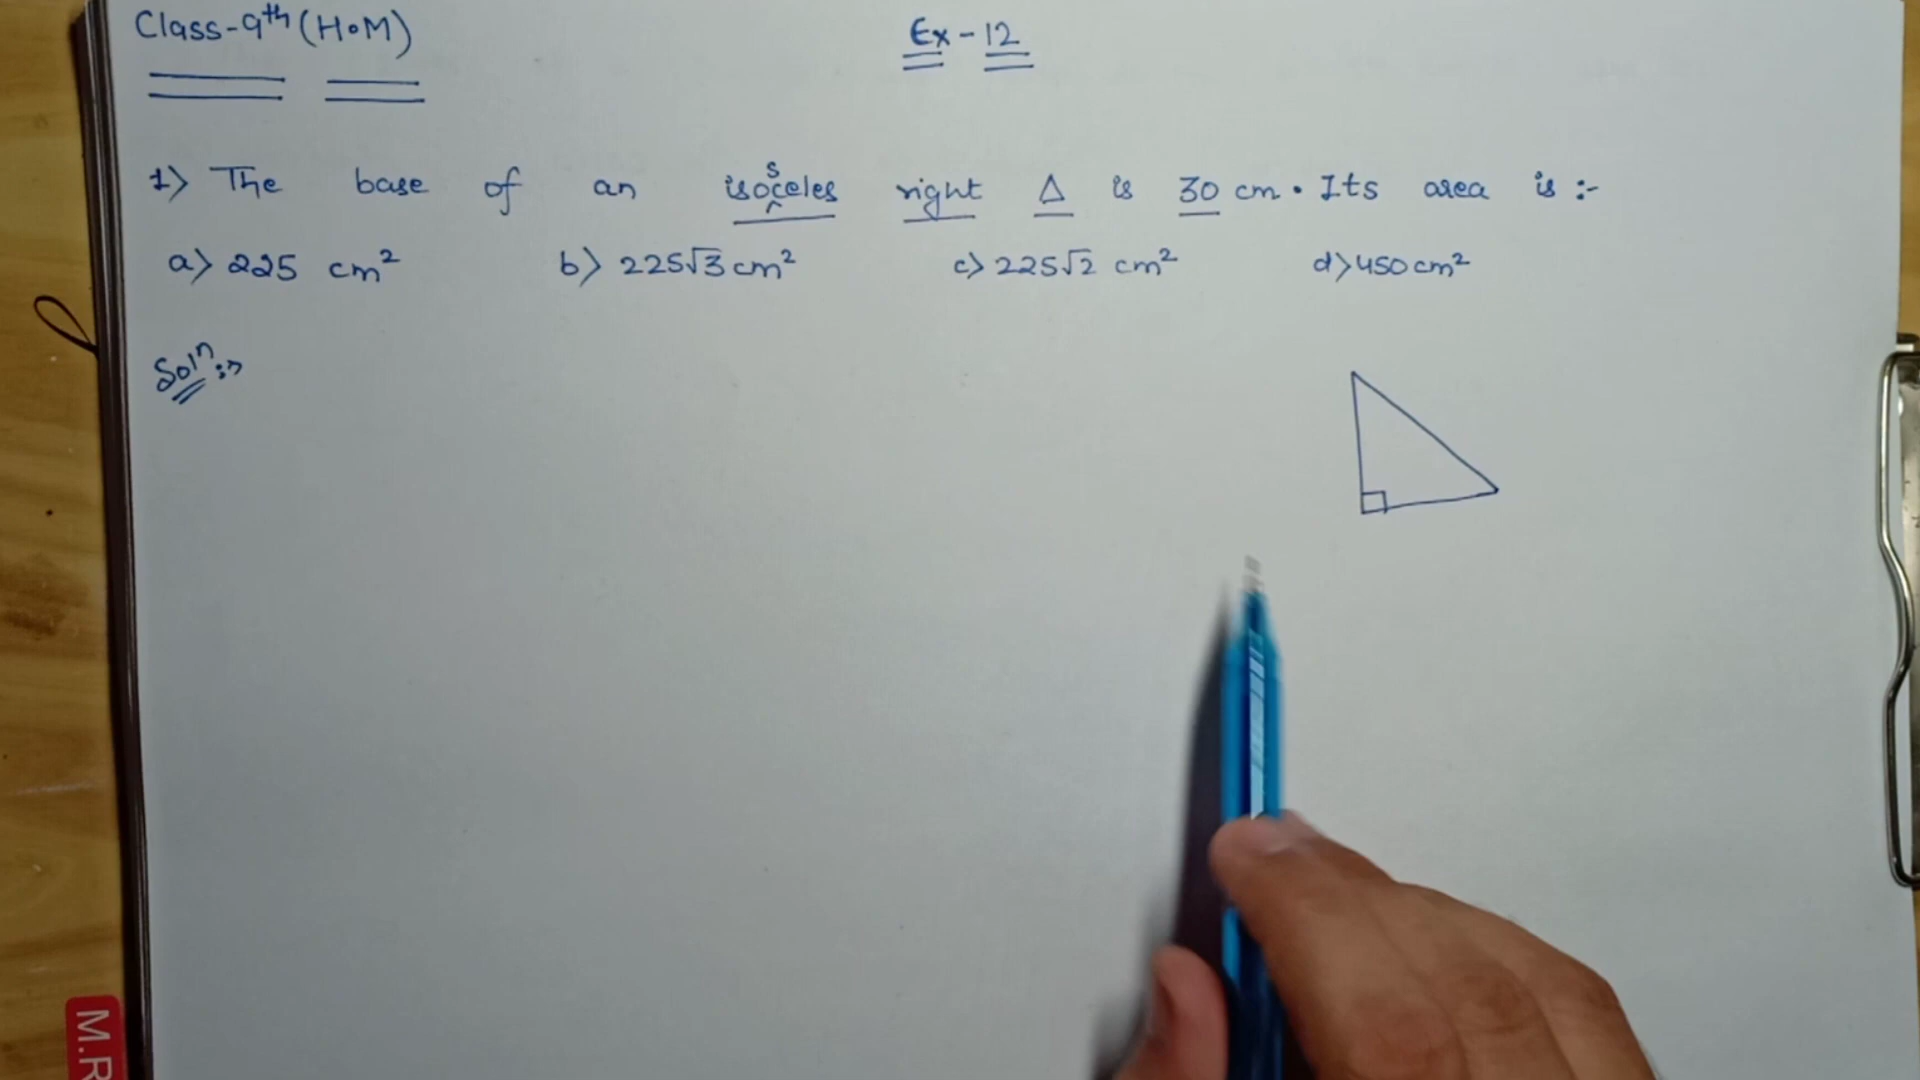 Class-9th (H.M)
Ex-12
1) The base of an isosceles right Δ is 30 cm. Its area is :-
a) 225 cm² b) 225√3 cm² c) 225√2 cm² d) 450 cm²
Solⁿ :→
M.R